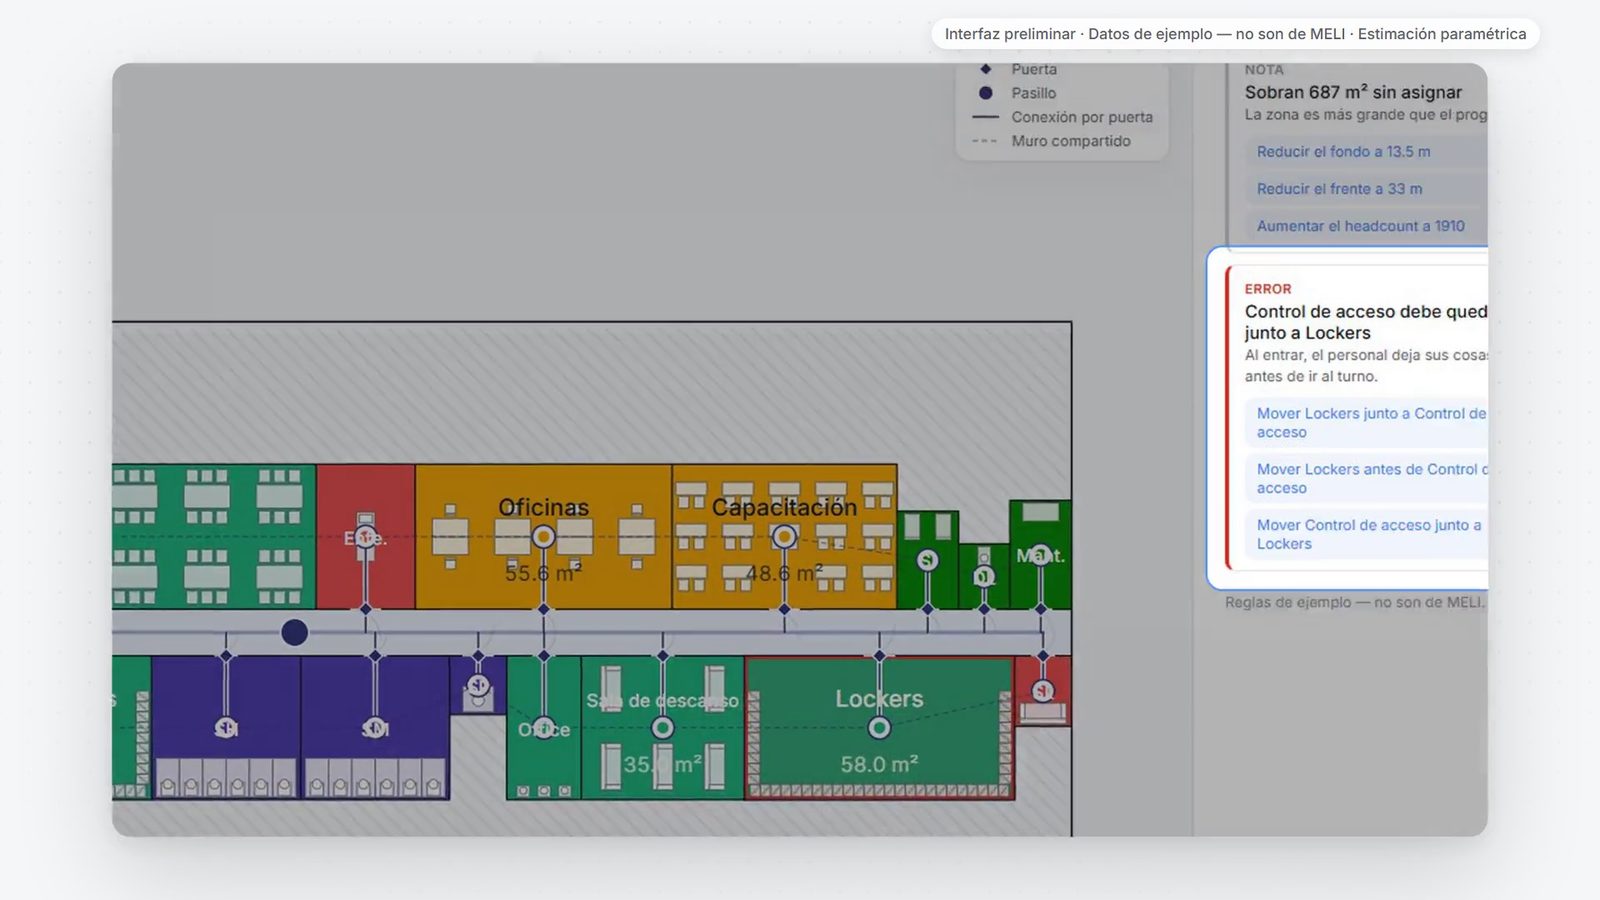 Interfaz preliminar · Datos de ejemplo — no son de MELI · Estimación paramétrica
Puerta
Pasillo
Conexión por puerta
Muro compartido
NOTA
Sobran 687 m² sin asignar
La zona es más grande que el prog
Reducir el fondo a 13.5 m
Reducir el frente a 33 m
Aumentar el headcount a 1910
ERROR
Control de acceso debe qued
junto a Lockers
Al entrar, el personal deja sus cosas
antes de ir al turno.
Mover Lockers junto a Control de
acceso
Mover Lockers antes de Control d
acceso
Mover Control de acceso junto a
Lockers
Reglas de ejemplo — no son de MELI.
Oficinas
55.6 m²
Capacitación
48.6 m²
Sala de descanso
Lockers
58.0 m²